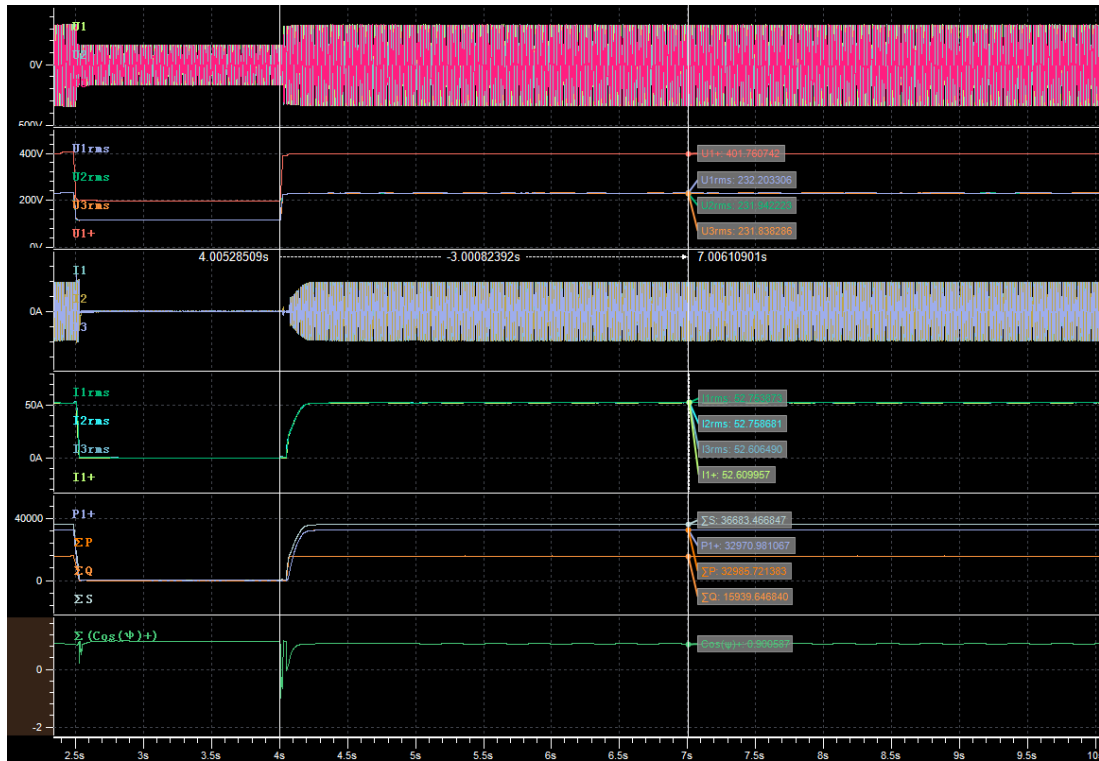 U1
U2
0V
500V
U1rms
400V
U1+: 401.760742
U2rms
U1rms: 232.203306
200V
U3rms
U2rms: 231.942223
U1+
U3rms: 231.838286
0V
4.00528509s
-3.00082392s
7.00610901s
I1
I2
0A
I3
I1rms
50A
I2rms
I2rms: 52.758681
I3rms
I3rms: 52.606490
0A
I1+
I1+: 52.609957
P1+
40000
ΣS: 36683.466847
ΣP
P1+: 32970.981067
ΣQ
ΣP: 32985.721383
0
ΣS
ΣQ: 15939.646840
Σ(Cos(ψ)+)
0
-2
2.5s 3s 3.5s 4s 4.5s 5s 5.5s 6s 6.5s 7s 7.5s 8s 8.5s 9s 9.5s 10